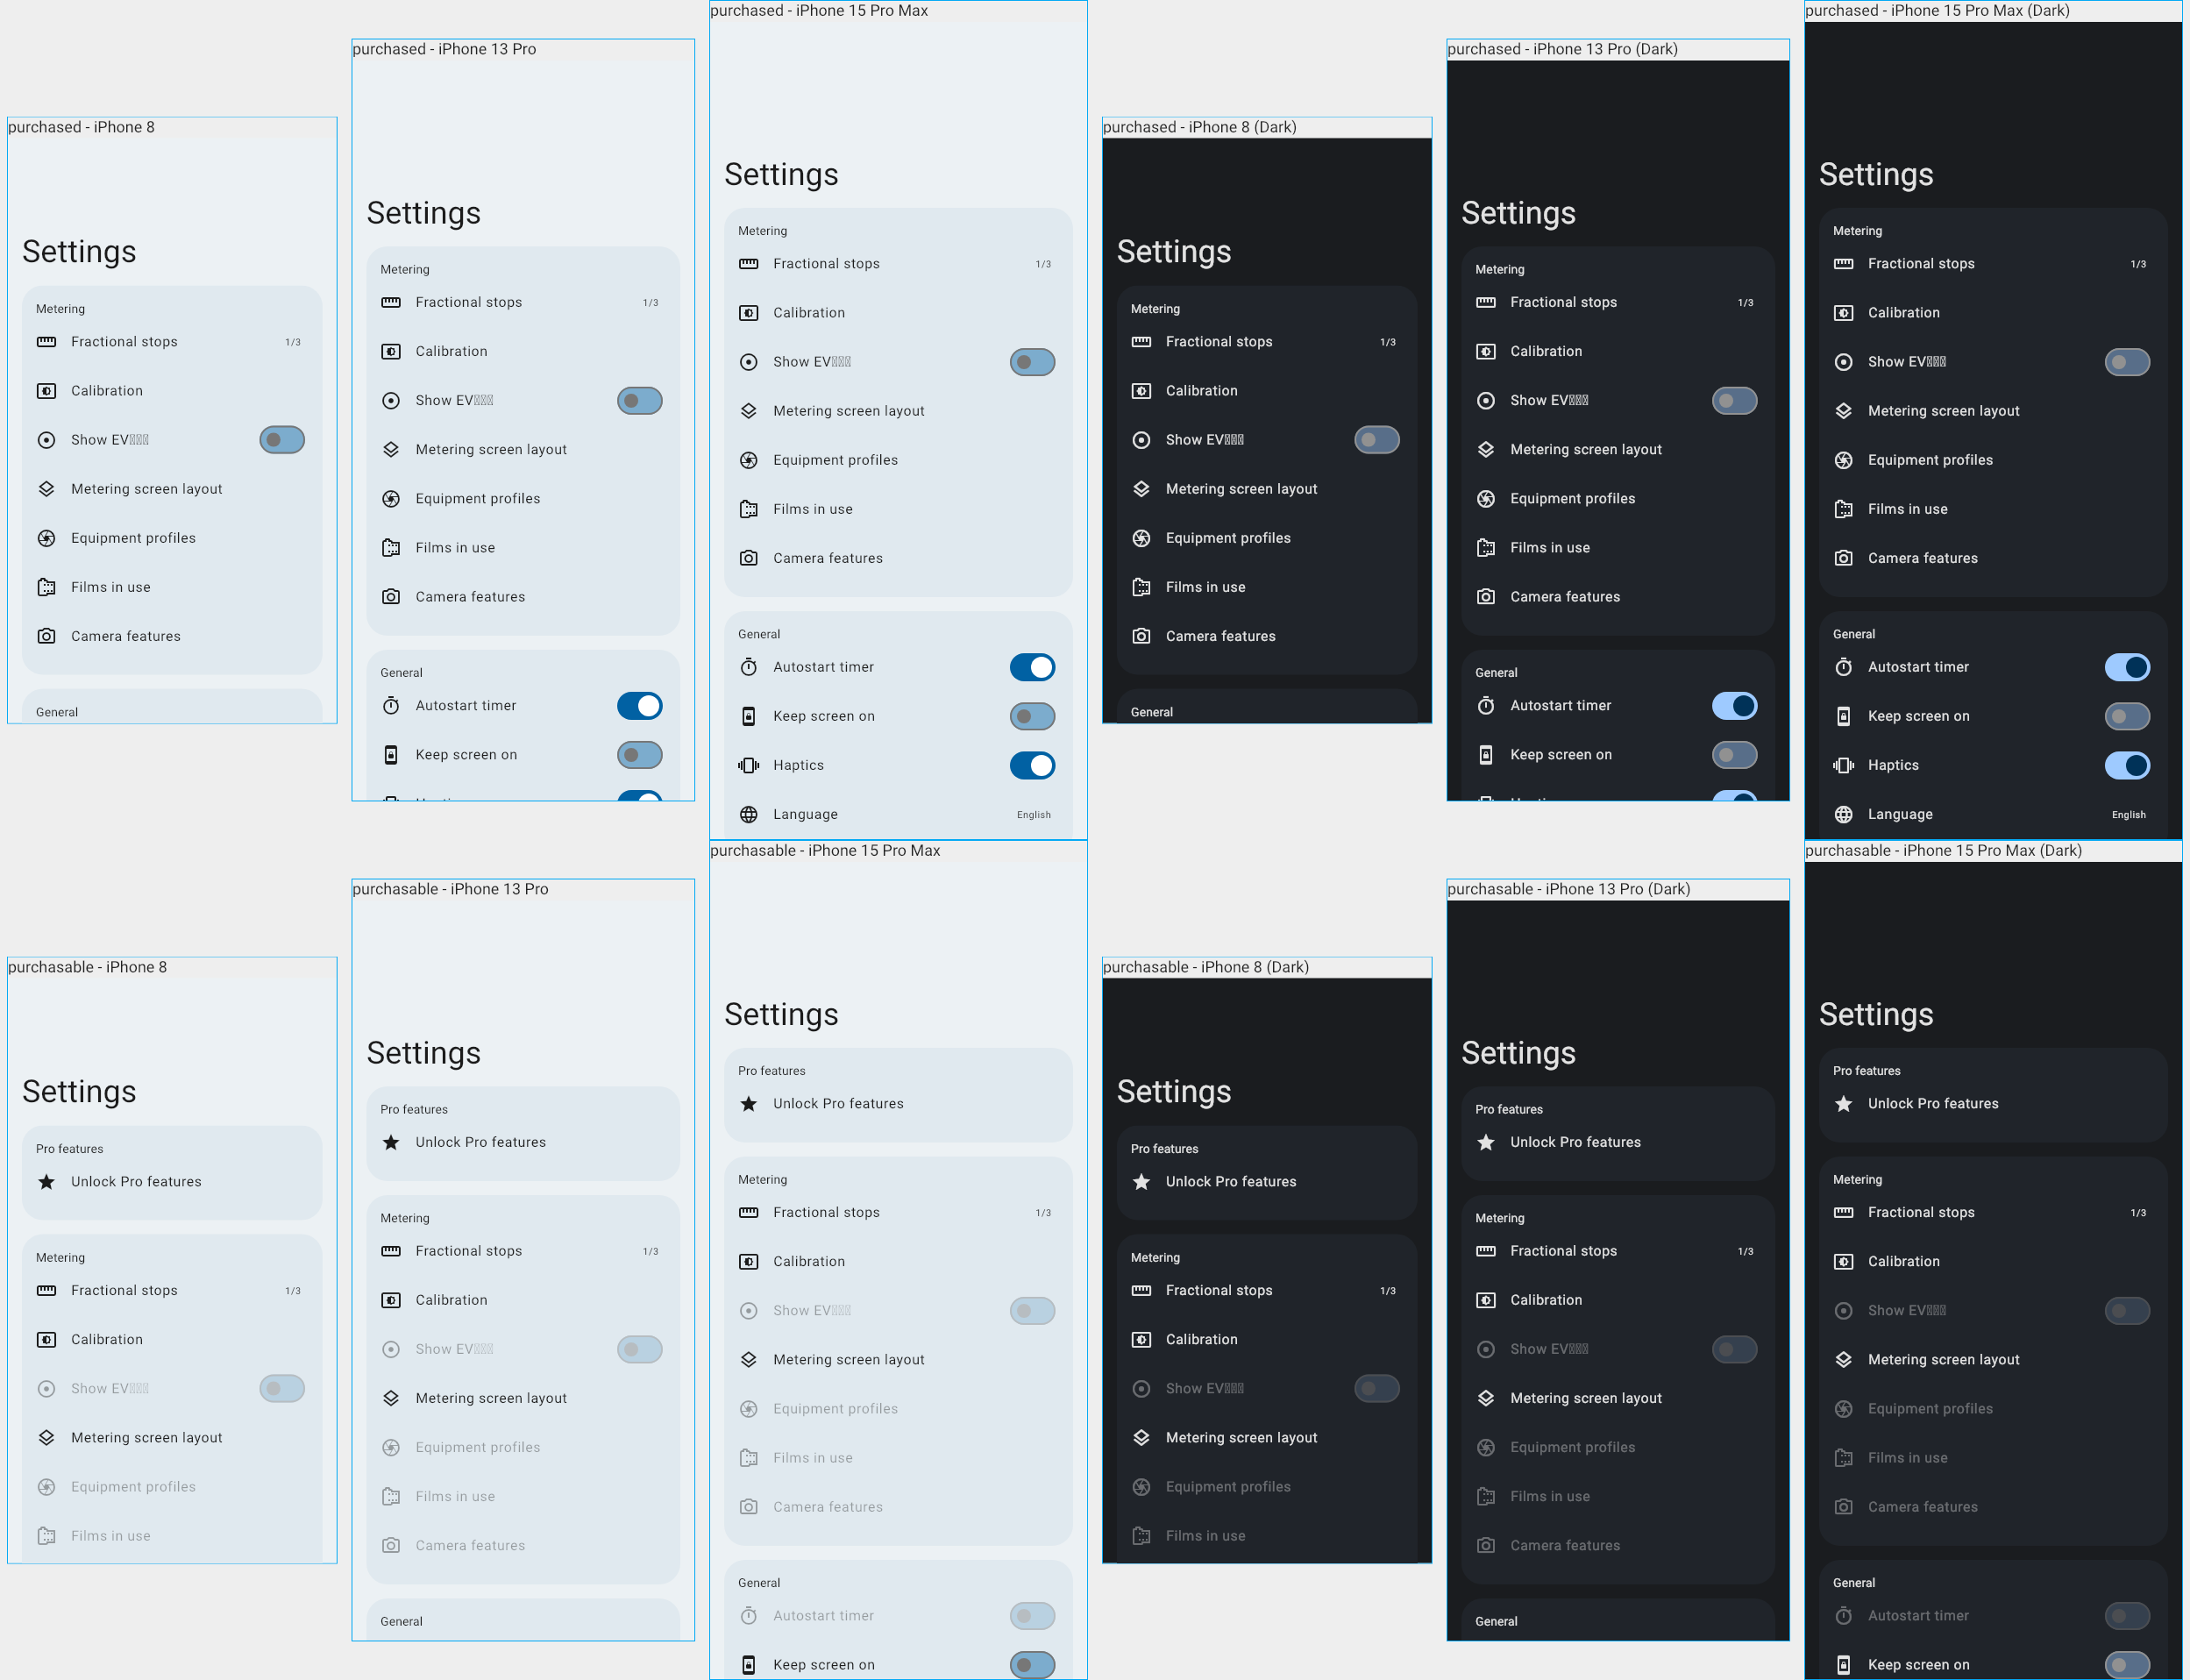 purchased - iPhone 8
Settings
Metering
Fractional stops 1/3
Calibration
Show EV
Metering screen layout
Equipment profiles
Films in use
Camera features
General
purchased - iPhone 13 Pro
Settings
Metering
Fractional stops 1/3
Calibration
Show EV
Metering screen layout
Equipment profiles
Films in use
Camera features
General
Autostart timer
Keep screen on
purchased - iPhone 15 Pro Max
Settings
Metering
Fractional stops 1/3
Calibration
Show EV
Metering screen layout
Equipment profiles
Films in use
Camera features
General
Autostart timer
Keep screen on
Haptics
Language English
purchased - iPhone 8 (Dark)
Settings
Metering
Fractional stops 1/3
Calibration
Show EV
Metering screen layout
Equipment profiles
Films in use
Camera features
General
purchased - iPhone 13 Pro (Dark)
Settings
Metering
Fractional stops 1/3
Calibration
Show EV
Metering screen layout
Equipment profiles
Films in use
Camera features
General
Autostart timer
Keep screen on
purchased - iPhone 15 Pro Max (Dark)
Settings
Metering
Fractional stops 1/3
Calibration
Show EV
Metering screen layout
Equipment profiles
Films in use
Camera features
General
Autostart timer
Keep screen on
Haptics
Language English
purchasable - iPhone 8
Settings
Pro features
Unlock Pro features
Metering
Fractional stops 1/3
Calibration
Show EV
Metering screen layout
Equipment profiles
Films in use
purchasable - iPhone 13 Pro
Settings
Pro features
Unlock Pro features
Metering
Fractional stops 1/3
Calibration
Show EV
Metering screen layout
Equipment profiles
Films in use
Camera features
General
purchasable - iPhone 15 Pro Max
Settings
Pro features
Unlock Pro features
Metering
Fractional stops 1/3
Calibration
Show EV
Metering screen layout
Equipment profiles
Films in use
Camera features
General
Autostart timer
Keep screen on
purchasable - iPhone 8 (Dark)
Settings
Pro features
Unlock Pro features
Metering
Fractional stops 1/3
Calibration
Show EV
Metering screen layout
Equipment profiles
Films in use
purchasable - iPhone 13 Pro (Dark)
Settings
Pro features
Unlock Pro features
Metering
Fractional stops 1/3
Calibration
Show EV
Metering screen layout
Equipment profiles
Films in use
Camera features
General
purchasable - iPhone 15 Pro Max (Dark)
Settings
Pro features
Unlock Pro features
Metering
Fractional stops 1/3
Calibration
Show EV
Metering screen layout
Equipment profiles
Films in use
Camera features
General
Autostart timer
Keep screen on